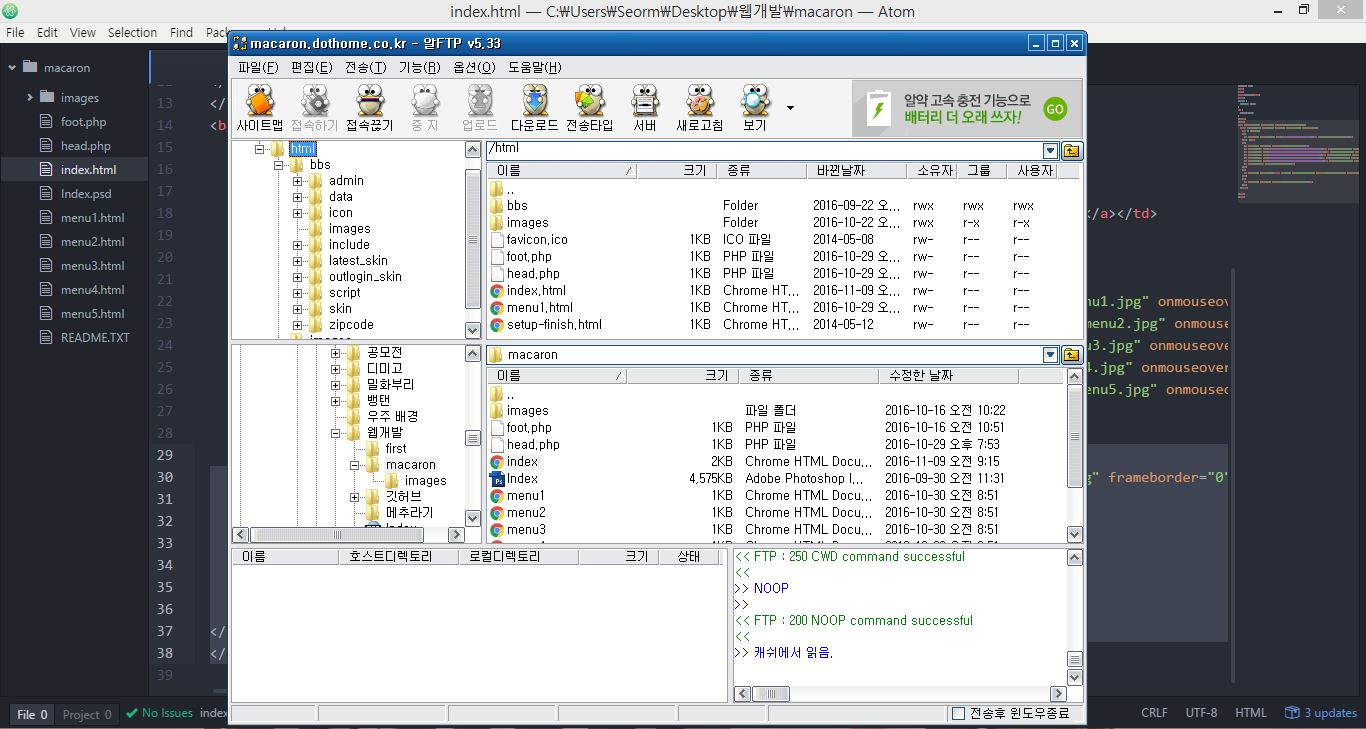 index.html — C:₩Users₩Seorm₩Desktop₩웹개발₩macaron — Atom
File Edit View Selection Find
macaron
images
foot.php
head.php
index.html
Index.psd
menu1.html
menu2.html
menu3.html
menu4.html
menu5.html
README.TXT
13 </
14 <b
15
16
17
18 </a></td>
19
20
21
22 nu1.jpg" onmouseov
23 menu2.jpg" onmouse
24 u3.jpg" onmouseover
25 4.jpg" onmouseover
26 enu5.jpg" onmouseo
27
28
29
30 g" frameborder="0"
31
32
33
34
35
36
37 </
38 </
39
macaron.dothome.co.kr - 알FTP v5.33
파일(F) 편집(E) 전송(T) 기능(R) 옵션(O) 도움말(H)
사이트맵 접속하기 접속끊기 중 지 업로드 다운로드 전송타입 서버 새로고침 보기
알약 고속 충전 기능으로
배터리 더 오래 쓰자!
GO
html
bbs
admin
data
icon
images
include
latest_skin
outlogin_skin
script
skin
zipcode
/html
이름 크기 종류 바뀐날짜 소유자 그룹 사용자
..
bbs Folder 2016-09-22 오... rwx rwx rwx
images Folder 2016-10-22 오... rwx r-x r-x
favicon.ico 1KB ICO 파일 2014-05-08 rw- r-- r--
foot.php 1KB PHP 파일 2016-10-29 오... rw- r-- r--
head.php 1KB PHP 파일 2016-10-29 오... rw- r-- r--
index.html 1KB Chrome HT... 2016-11-09 오... rw- r-- r--
menu1.html 1KB Chrome HT... 2016-10-29 오... rw- r-- r--
setup-finish.html 1KB Chrome HT... 2014-05-12 rw- r-- r--
공모전
디미고
밀화부리
뱅탠
우주 배경
웹개발
first
macaron
images
깃허브
메추라기
macaron
이름 크기 종류 수정한 날짜
..
images 파일 폴더 2016-10-16 오전 10:22
foot.php 1KB PHP 파일 2016-10-16 오전 10:51
head.php 1KB PHP 파일 2016-10-29 오후 7:53
index 2KB Chrome HTML Docu... 2016-11-09 오전 9:15
Index 4,575KB Adobe Photoshop I... 2016-09-30 오전 11:31
menu1 1KB Chrome HTML Docu... 2016-10-30 오전 8:51
menu2 1KB Chrome HTML Docu... 2016-10-30 오전 8:51
menu3 1KB Chrome HTML Docu... 2016-10-30 오전 8:51
이름 호스트디렉토리 로컬디렉토리 크기 상태
<< FTP : 250 CWD command successful
<<
>> NOOP
>>
<< FTP : 200 NOOP command successful
<<
>> 캐쉬에서 읽음.
전송후 윈도우종료
File 0 Project 0 No Issues index CRLF UTF-8 HTML 3 updates